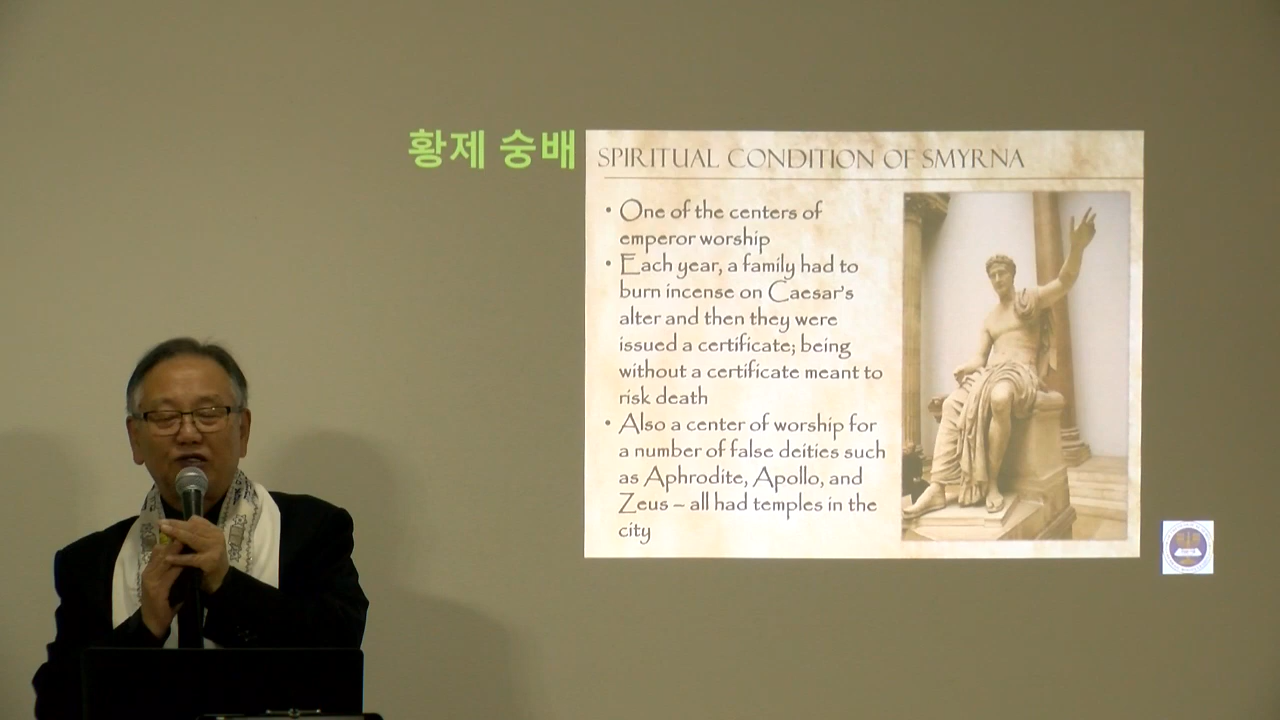 황제 숭배
SPIRITUAL CONDITION OF SMYRNA
• One of the centers of
emperor worship
• Each year, a family had to
burn incense on Caesar's
alter and then they were
issued a certificate; being
without a certificate meant to
risk death
• Also a center of worship for
a number of false deities such
as Aphrodite, Apollo, and
Zeus – all had temples in the
city